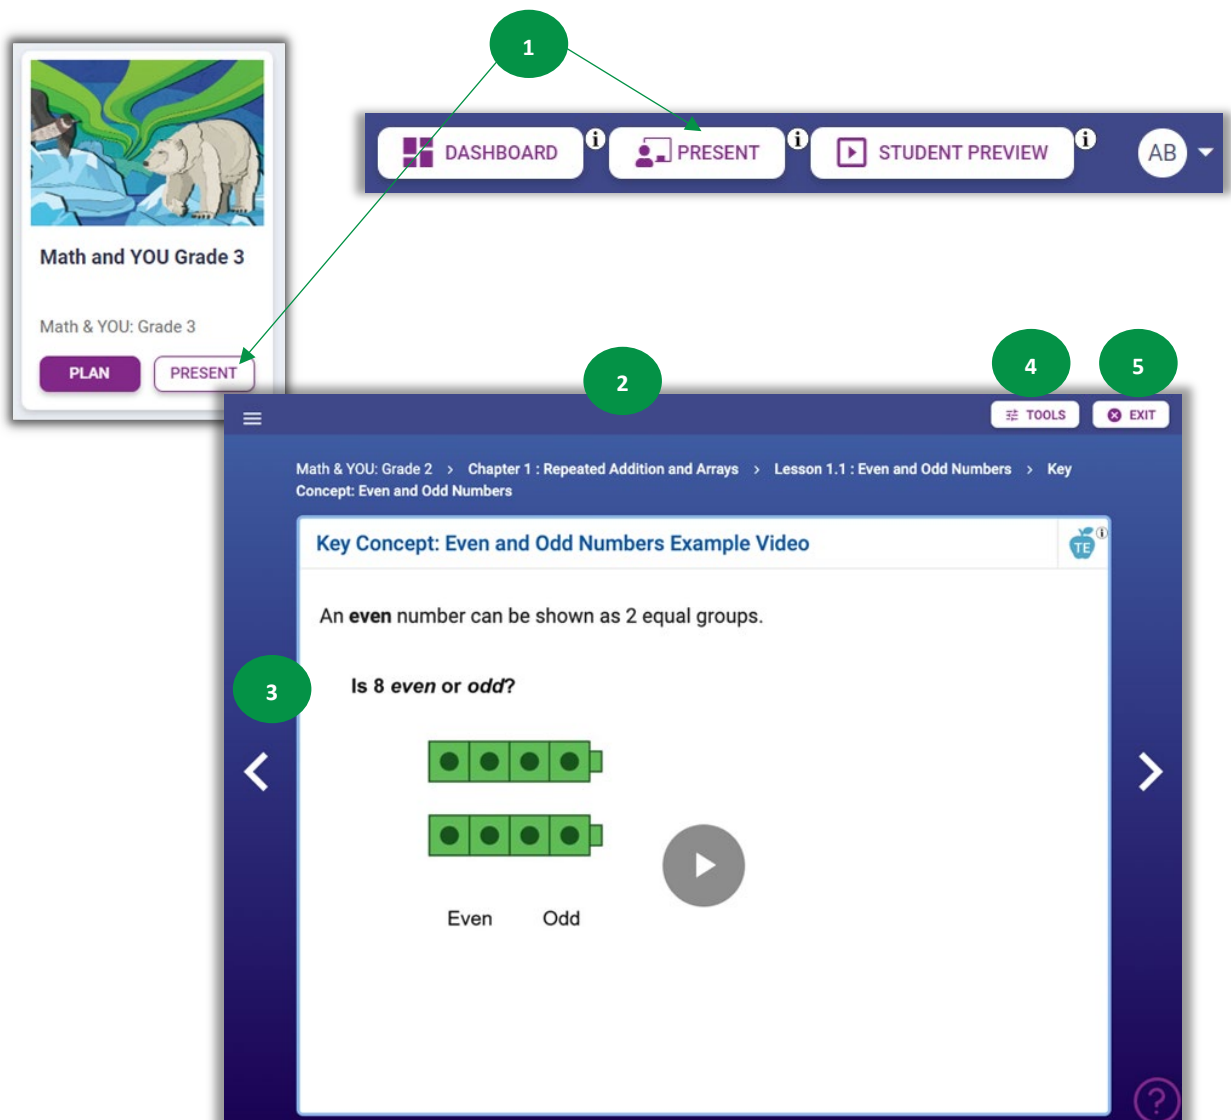 1
Math and YOU Grade 3
Math & YOU: Grade 3
PLAN
PRESENT
DASHBOARD
i
PRESENT
i
STUDENT PREVIEW
i
AB
2
4
5
TOOLS
EXIT
Math & YOU: Grade 2 > Chapter 1 : Repeated Addition and Arrays > Lesson 1.1 : Even and Odd Numbers > Key
Concept: Even and Odd Numbers
Key Concept: Even and Odd Numbers Example Video
TE
i
An even number can be shown as 2 equal groups.
3
Is 8 even or odd?
Even
Odd
?